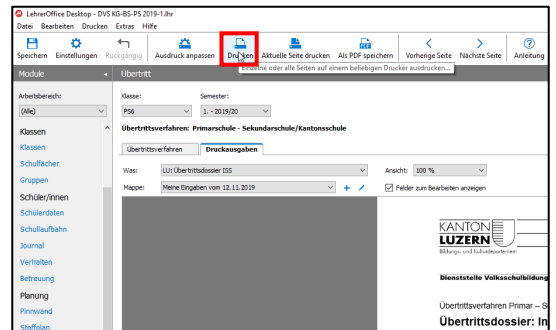 LehrerOffice Desktop - DVS KG-BS-PS 2019-1.lhr
Datei Bearbeiten Drucken Extras Hilfe
Speichern Einstellungen Rückgängig Ausdruck anpassen Drucken Aktuelle Seite drucken Als PDF speichern Vorherige Seite Nächste Seite Anleitung
Einzelne oder alle Seiten auf einem beliebigen Drucker ausdrucken...
Module Übertritt
Arbeitsbereich: Klasse: Semester:
(Alle) PS6 1. - 2019/20
Klassen Übertrittsverfahren: Primarschule - Sekundarschule/Kantonsschule
Klassen Übertrittsverfahren Druckausgaben
Schulfächer
Gruppen Was: LU: Übertrittsdossier ISS Ansicht: 100 %
Schüler/innen Mappe: Meine Eingaben vom 12.11.2019 + Felder zum Bearbeiten anzeigen
Schülerdaten
Schullaufbahn KANTON
Journal LUZERN
Verhalten Bildungs- und Kulturdepartement
Betreuung Dienststelle Volksschulbildung
Planung
Pinnwand Übertrittsverfahren Primar – S
Stoffplan Übertrittsdossier: In